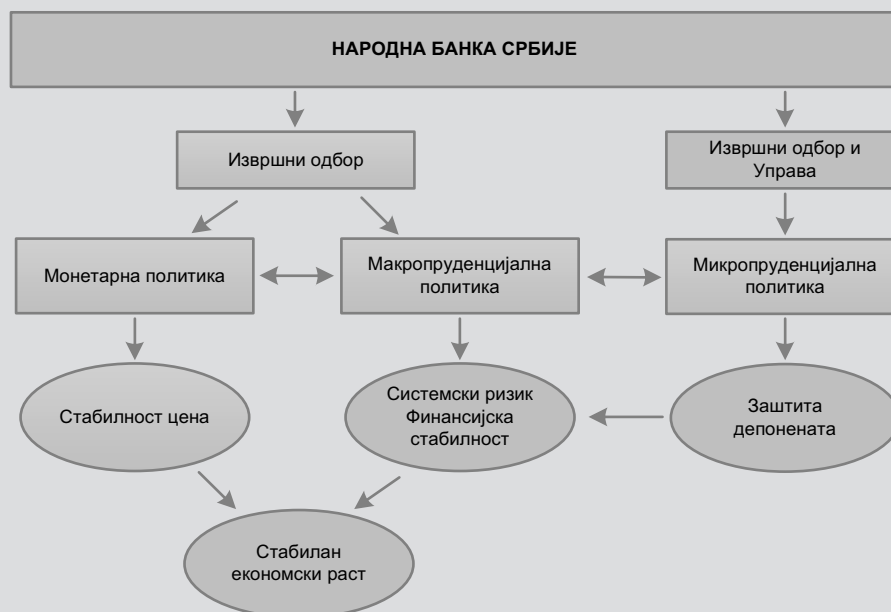 НАРОДНА БАНКА СРБИЈЕ
Извршни одбор
Извршни одбор и
Управа
Монетарна политика
Макропруденцијална
политика
Микропруденцијална
политика
Стабилност цена
Системски ризик
Финансијска
стабилност
Заштита
депонената
Стабилан
економски раст